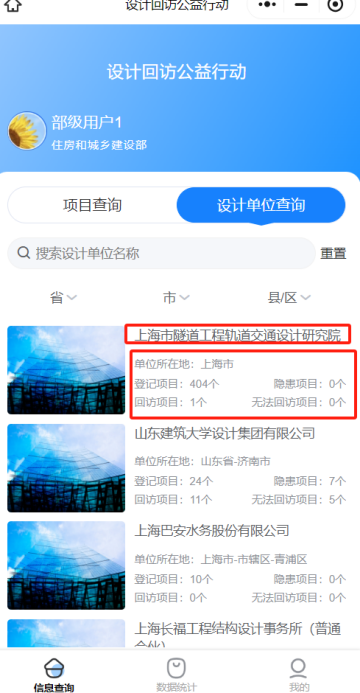 设计回访公益行动
设计回访公益行动
部级用户1
住房和城乡建设部
项目查询
设计单位查询
搜索设计单位名称
重置
省
市
县/区
上海市隧道工程轨道交通设计研究院
单位所在地：上海市
登记项目：404个 隐患项目：0个
回访项目：1个 无法回访项目：0个
山东建筑大学设计集团有限公司
单位所在地：山东省-济南市
登记项目：24个 隐患项目：7个
回访项目：11个 无法回访项目：5个
上海巴安水务股份有限公司
单位所在地：上海市-市辖区-青浦区
登记项目：10个 隐患项目：0个
回访项目：0个 无法回访项目：0个
上海长福工程结构设计事务所（普通
合伙）
信息查询
数据统计
我的